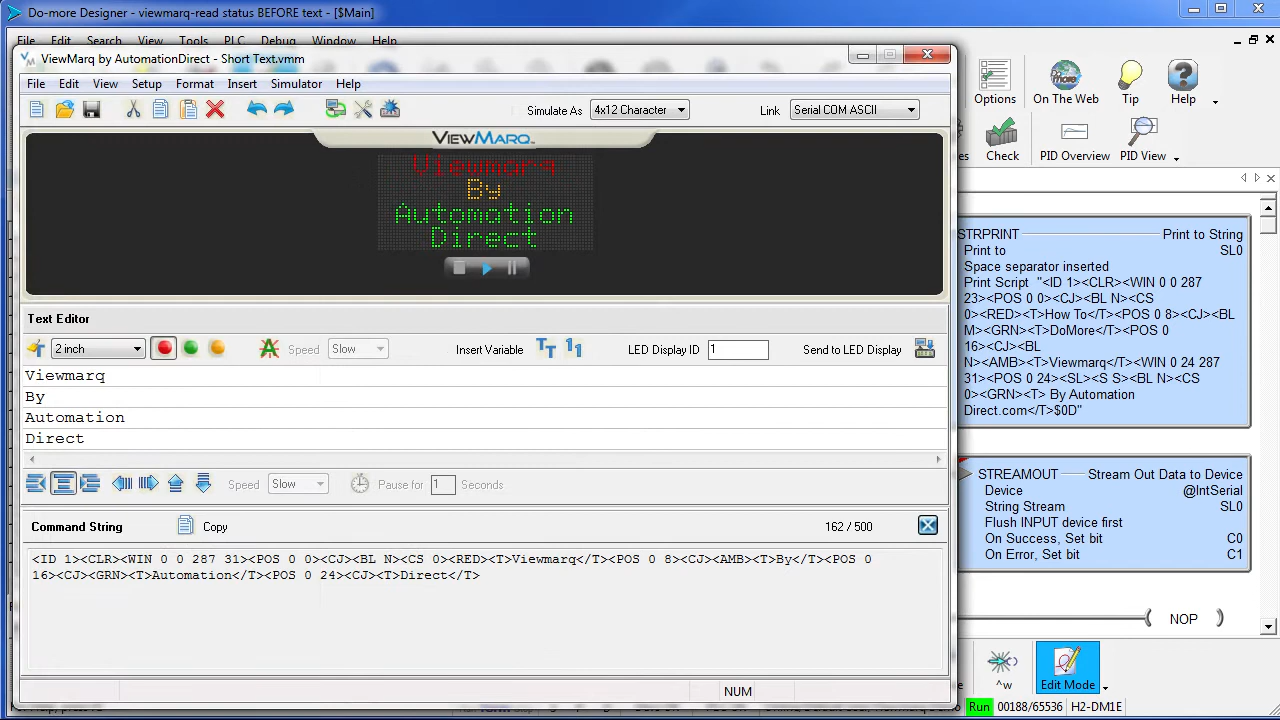 Do-more Designer - viewmarq-read status BEFORE text - [$Main]
File Edit Search View Tools PLC Debug Window Help
ViewMarq by AutomationDirect - Short Text.vmm
File Edit View Setup Format Insert Simulator Help
Simulate As 4x12 Character Link Serial COM ASCII
VIEWMARQ
Viewmarq
By
Automation
Direct
Text Editor
2 inch Speed Slow Insert Variable LED Display ID 1 Send to LED Display
Viewmarq
By
Automation
Direct
Speed Slow Pause for 1 Seconds
Command String Copy 162 / 500
<ID 1><CLR><WIN 0 0 287 31><POS 0 0><CJ><BL N><CS 0><RED><T>Viewmarq</T><POS 0 8><CJ><AMB><T>By</T><POS 0
16><CJ><GRN><T>Automation</T><POS 0 24><CJ><T>Direct</T>
NUM
Options On The Web Tip Help
Check PID Overview PID View
STRPRINT Print to String
Print to SL0
Space separator inserted
Print Script "<ID 1><CLR><WIN 0 0 287
23><POS 0 0><CJ><BL N><CS
0><RED><T>How To</T><POS 0 8><CJ><BL
M><GRN><T>DoMore</T><POS 0
16><CJ><BL
N><AMB><T>Viewmarq</T><WIN 0 24 287
31><POS 0 24><SL><S S><BL N><CS
0><GRN><T> By Automation
Direct.com</T>$0D"
STREAMOUT Stream Out Data to Device
Device @IntSerial
String Stream SL0
Flush INPUT device first
On Success, Set bit C0
On Error, Set bit C1
NOP
^w Edit Mode
Run 00188/65536 H2-DM1E